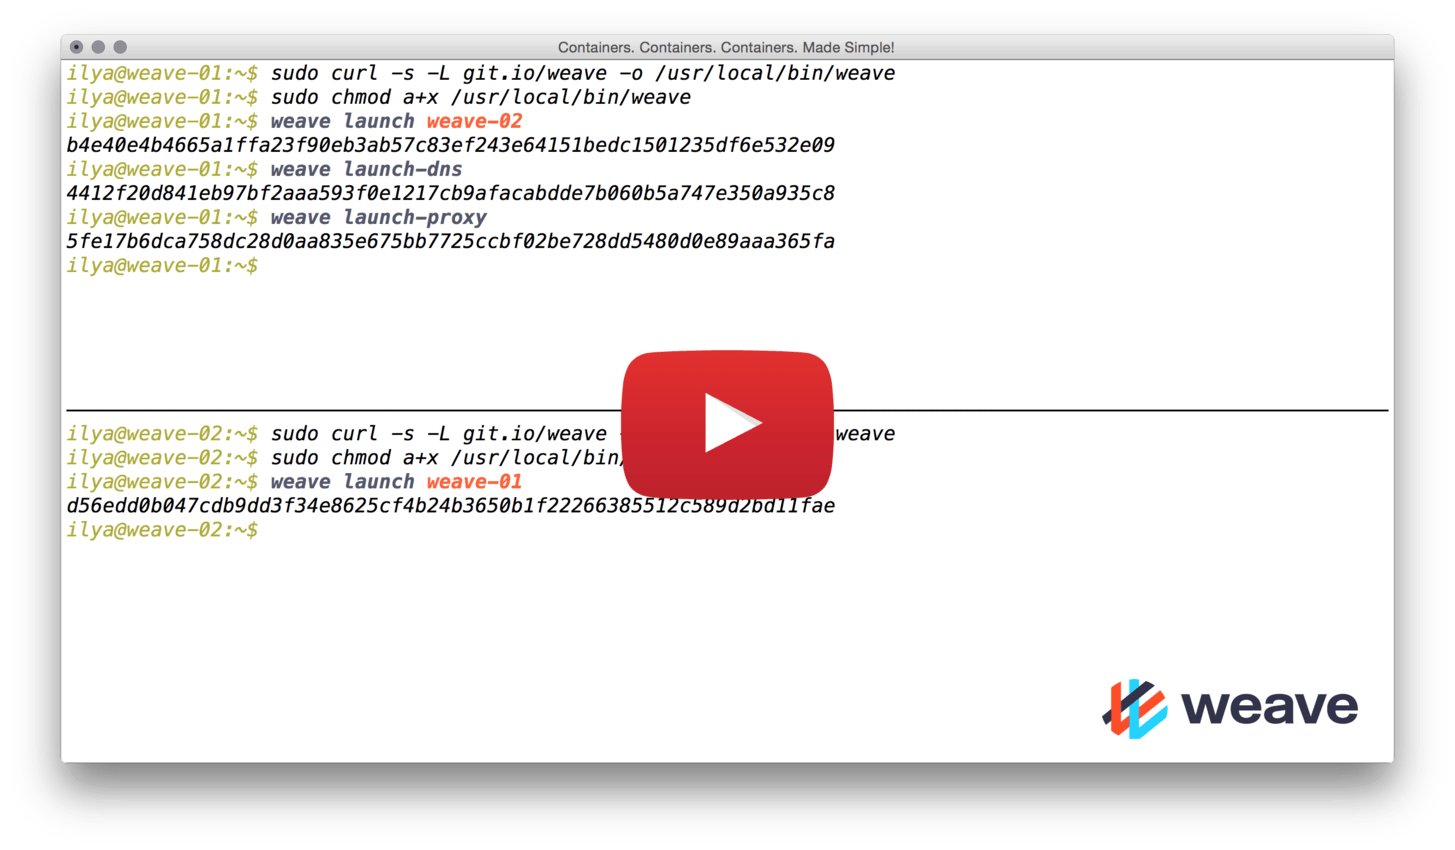 Containers. Containers. Containers. Made Simple!
ilya@weave-01:~$ sudo curl -s -L git.io/weave -o /usr/local/bin/weave
ilya@weave-01:~$ sudo chmod a+x /usr/local/bin/weave
ilya@weave-01:~$ weave launch weave-02
b4e40e4b4665a1ffa23f90eb3ab57c83ef243e64151bedc1501235df6e532e09
ilya@weave-01:~$ weave launch-dns
4412f20d841eb97bf2aaa593f0e1217cb9afacabdde7b060b5a747e350a935c8
ilya@weave-01:~$ weave launch-proxy
5fe17b6dca758dc28d0aa835e675bb7725ccbf02be728dd5480d0e89aaa365fa
ilya@weave-01:~$
ilya@weave-02:~$ sudo curl -s -L git.io/weave weave
ilya@weave-02:~$ sudo chmod a+x /usr/local/bin/
ilya@weave-02:~$ weave launch weave-01
d56edd0b047cdb9dd3f34e8625cf4b24b3650b1f22266385512c589d2bd11fae
ilya@weave-02:~$
weave